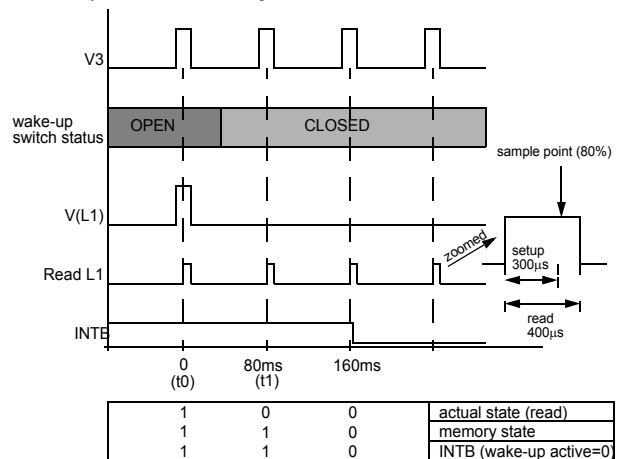 V3
wake-up
switch status
OPEN
CLOSED
sample point (80%)
V(L1)
zoomed
setup
300μs
Read L1
read
400μs
INTB
0
(t0)
80ms
(t1)
160ms
1 0 0 actual state (read)
1 1 0 memory state
1 1 0 INTB (wake-up active=0)